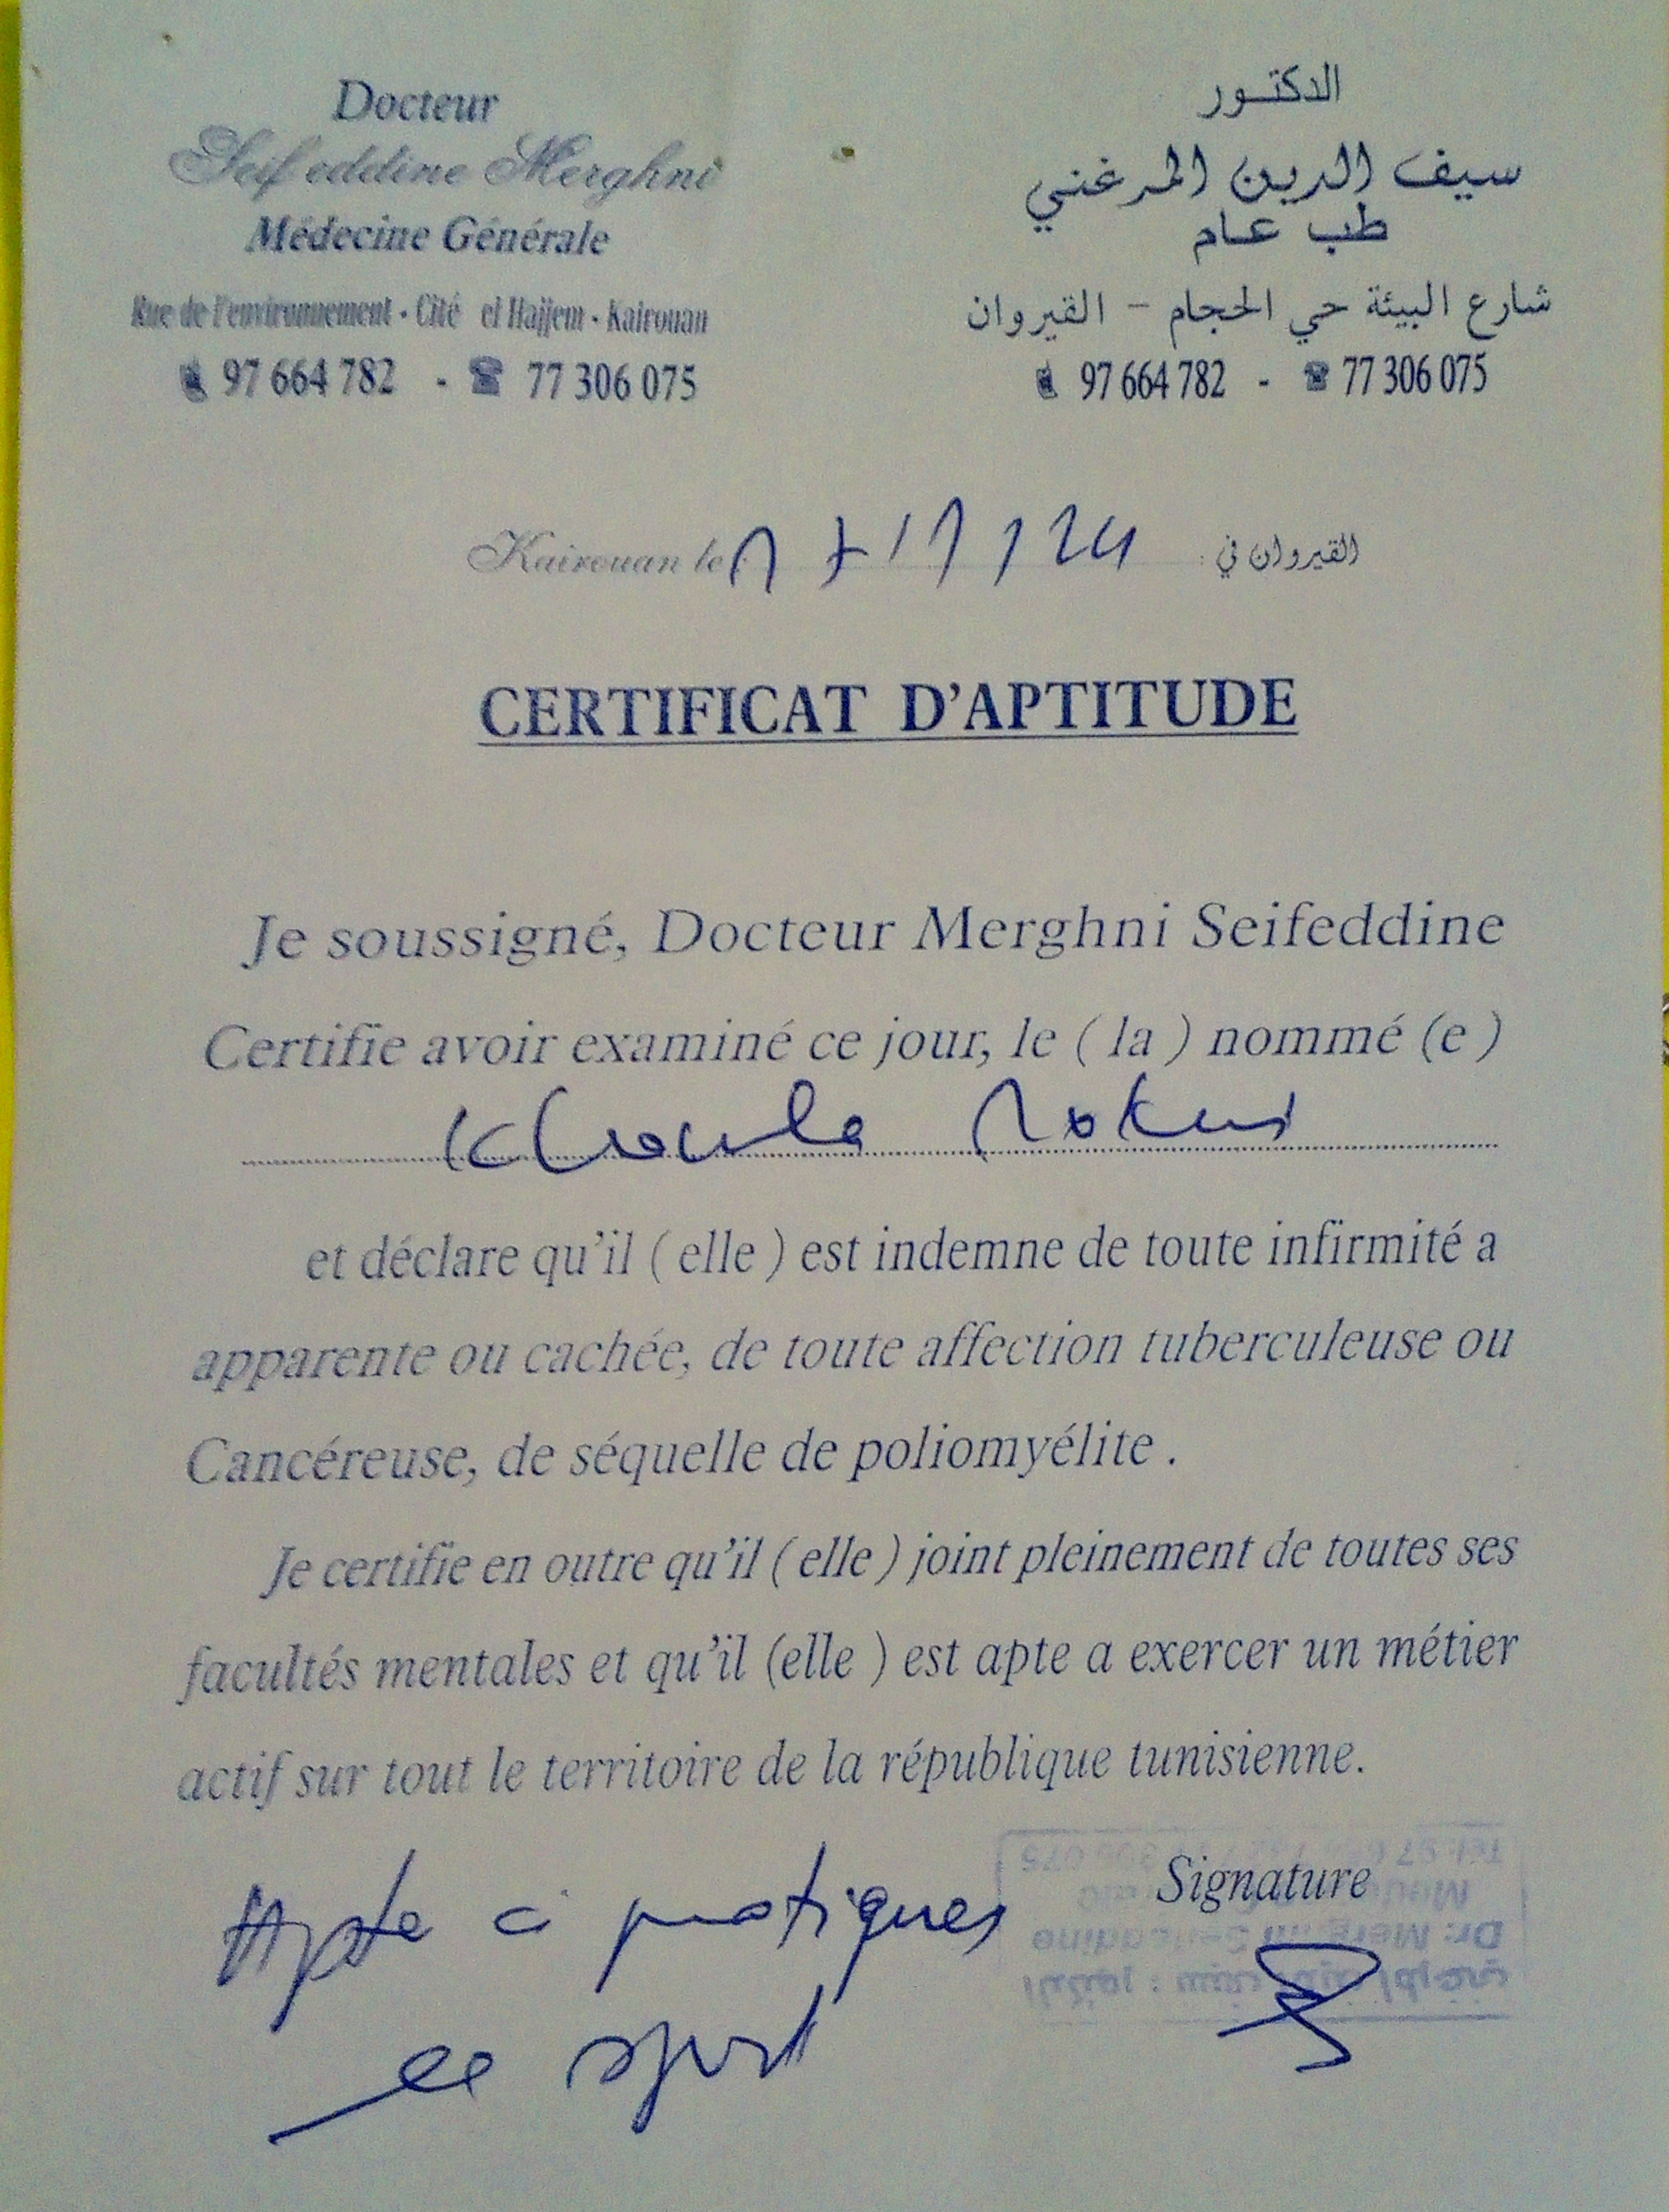 Docteur
Seif eddine Merghni
Médecine Générale
Rue de l'environnement - Cité el Hajjem - Kairouan
97 664 782 - 77 306 075
الدكتور
سيف الدين المرغني
طب عام
شارع البيئة حي الحجام - القيروان
97 664 782 - 77 306 075
Kairouan le القيروان في :
CERTIFICAT D'APTITUDE
Je soussigné, Docteur Merghni Seifeddine
Certifie avoir examiné ce jour, le ( la ) nommé (e )
et déclare qu'il ( elle ) est indemne de toute infirmité a
apparente ou cachée, de toute affection tuberculeuse ou
Cancéreuse, de séquelle de poliomyélite .
Je certifie en outre qu'il ( elle ) joint pleinement de toutes ses
facultés mentales et qu'il (elle ) est apte a exercer un métier
actif sur tout le territoire de la république tunisienne.
Signature
Apte à pratiquer
le sport